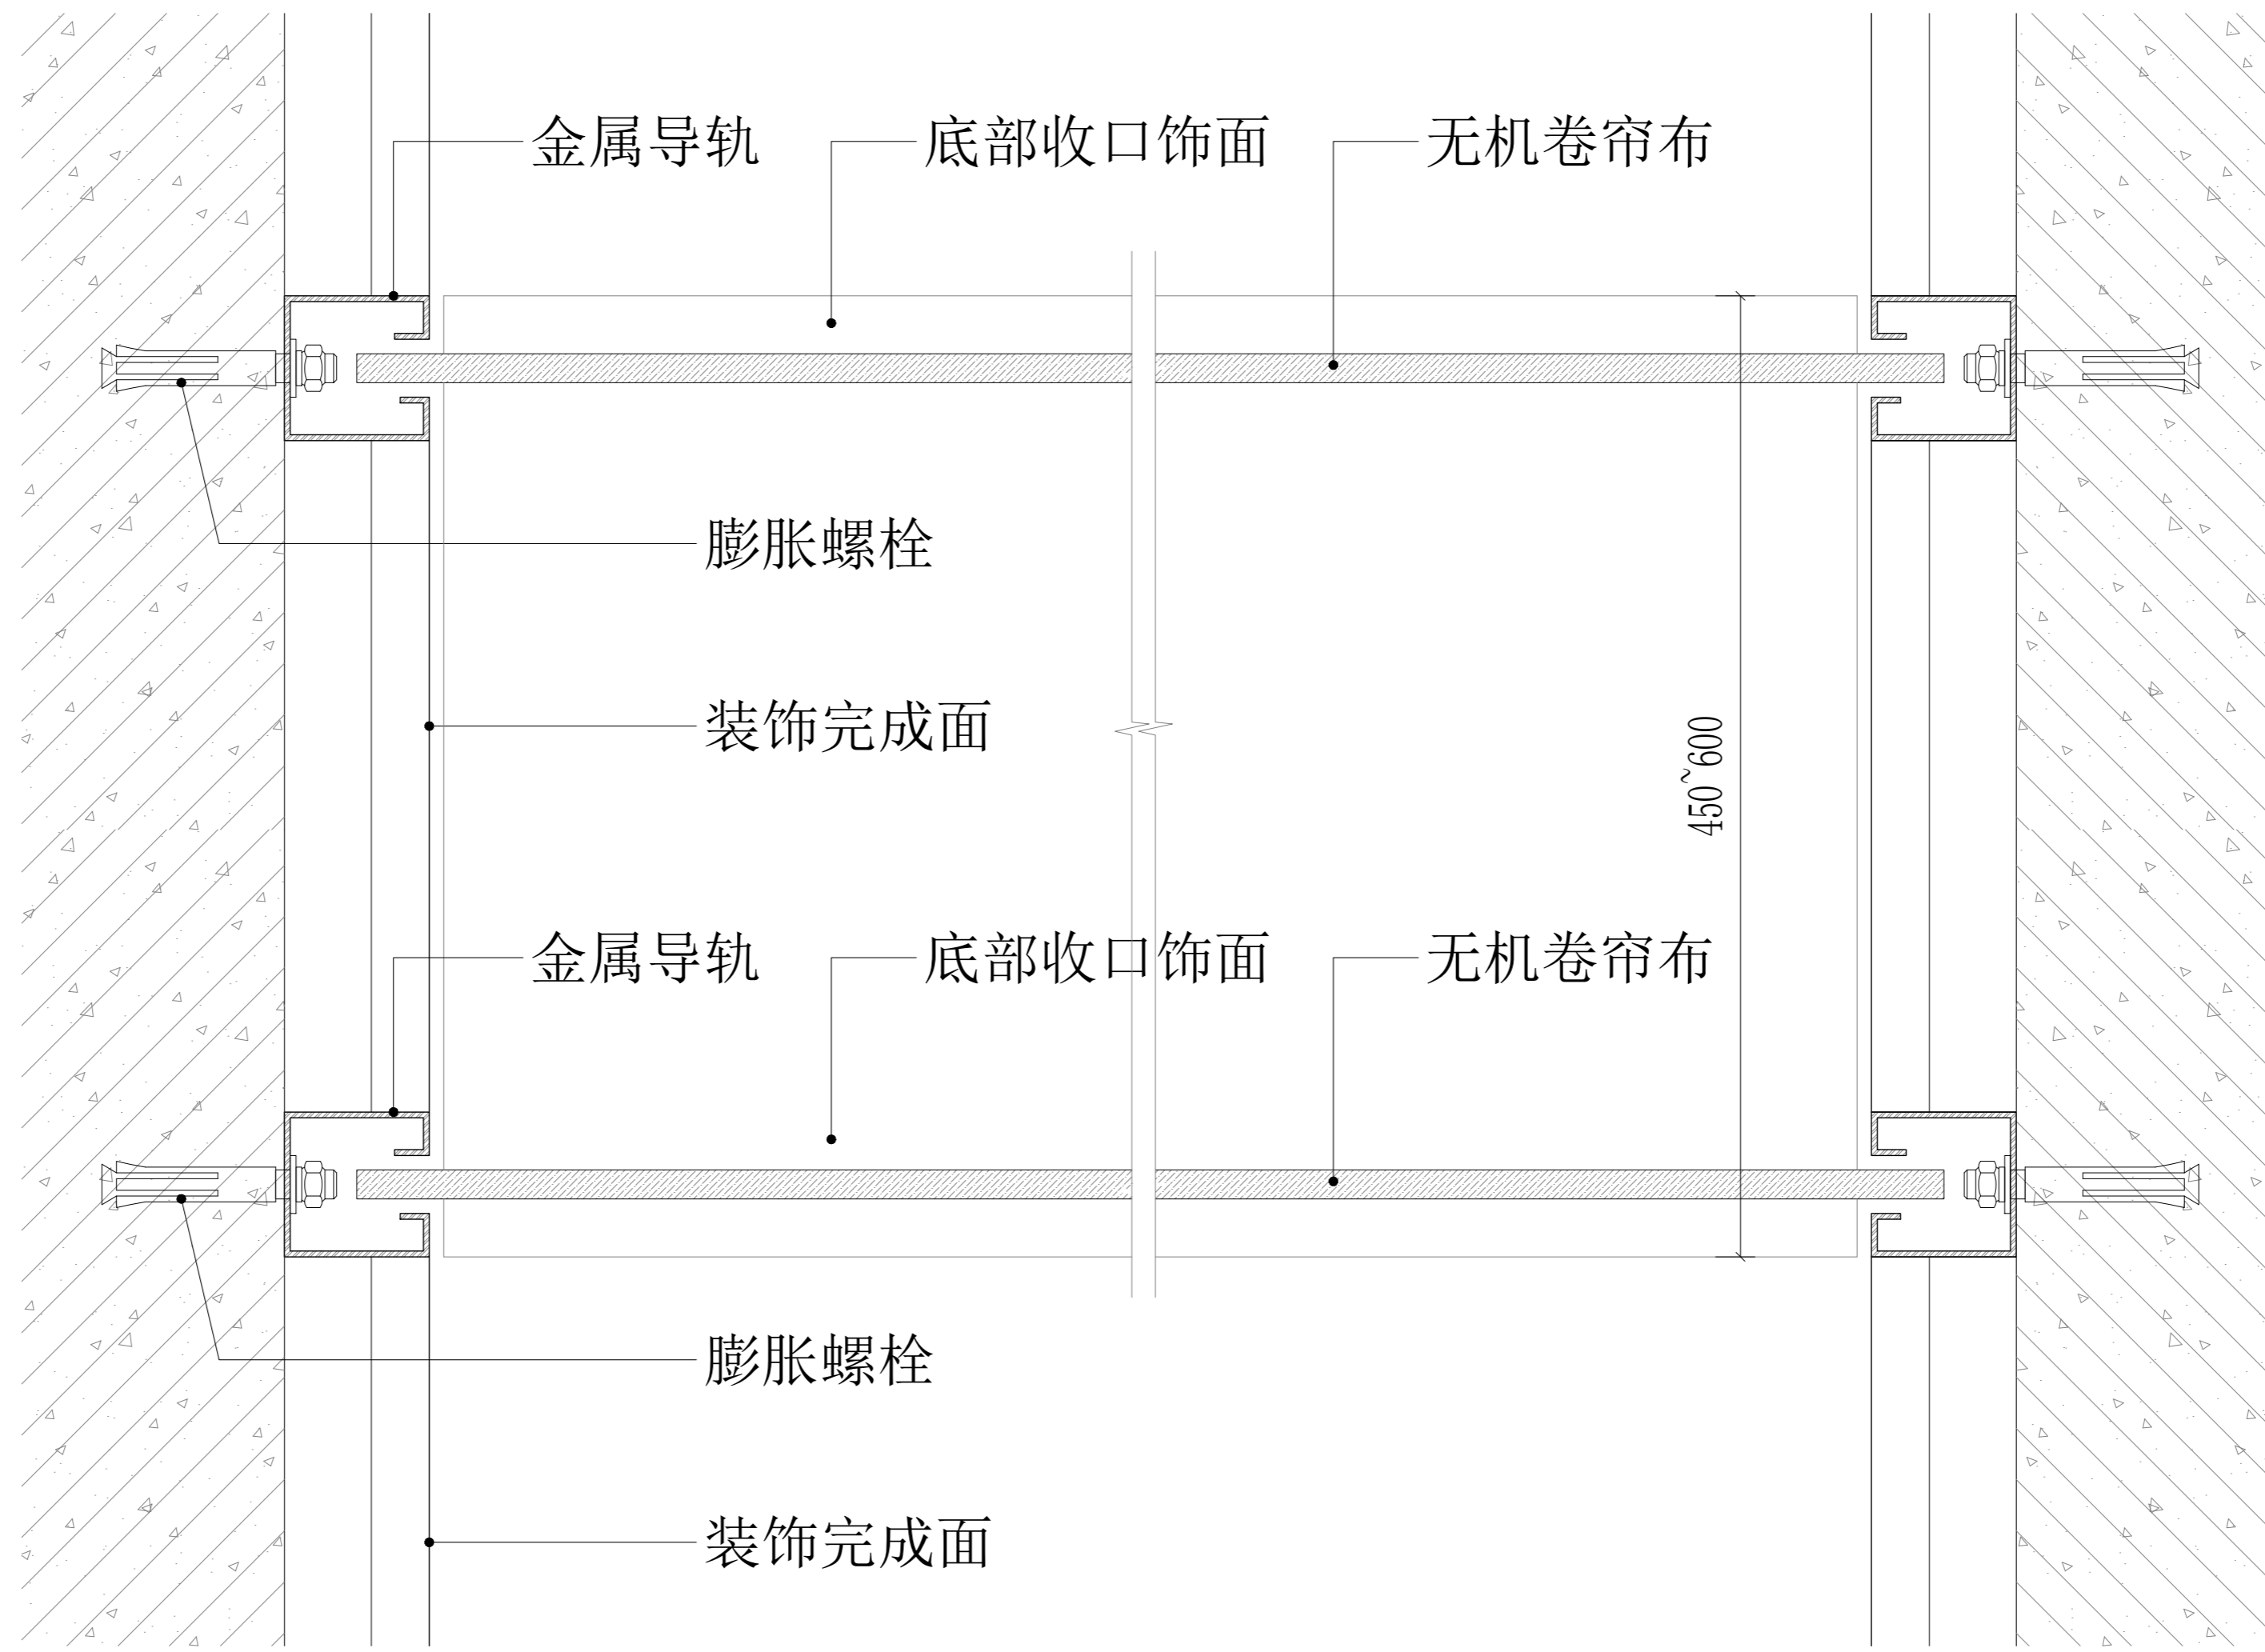 金属导轨
底部收口饰面
无机卷帘布
膨胀螺栓
装饰完成面
450~600
金属导轨
底部收口饰面
无机卷帘布
膨胀螺栓
装饰完成面